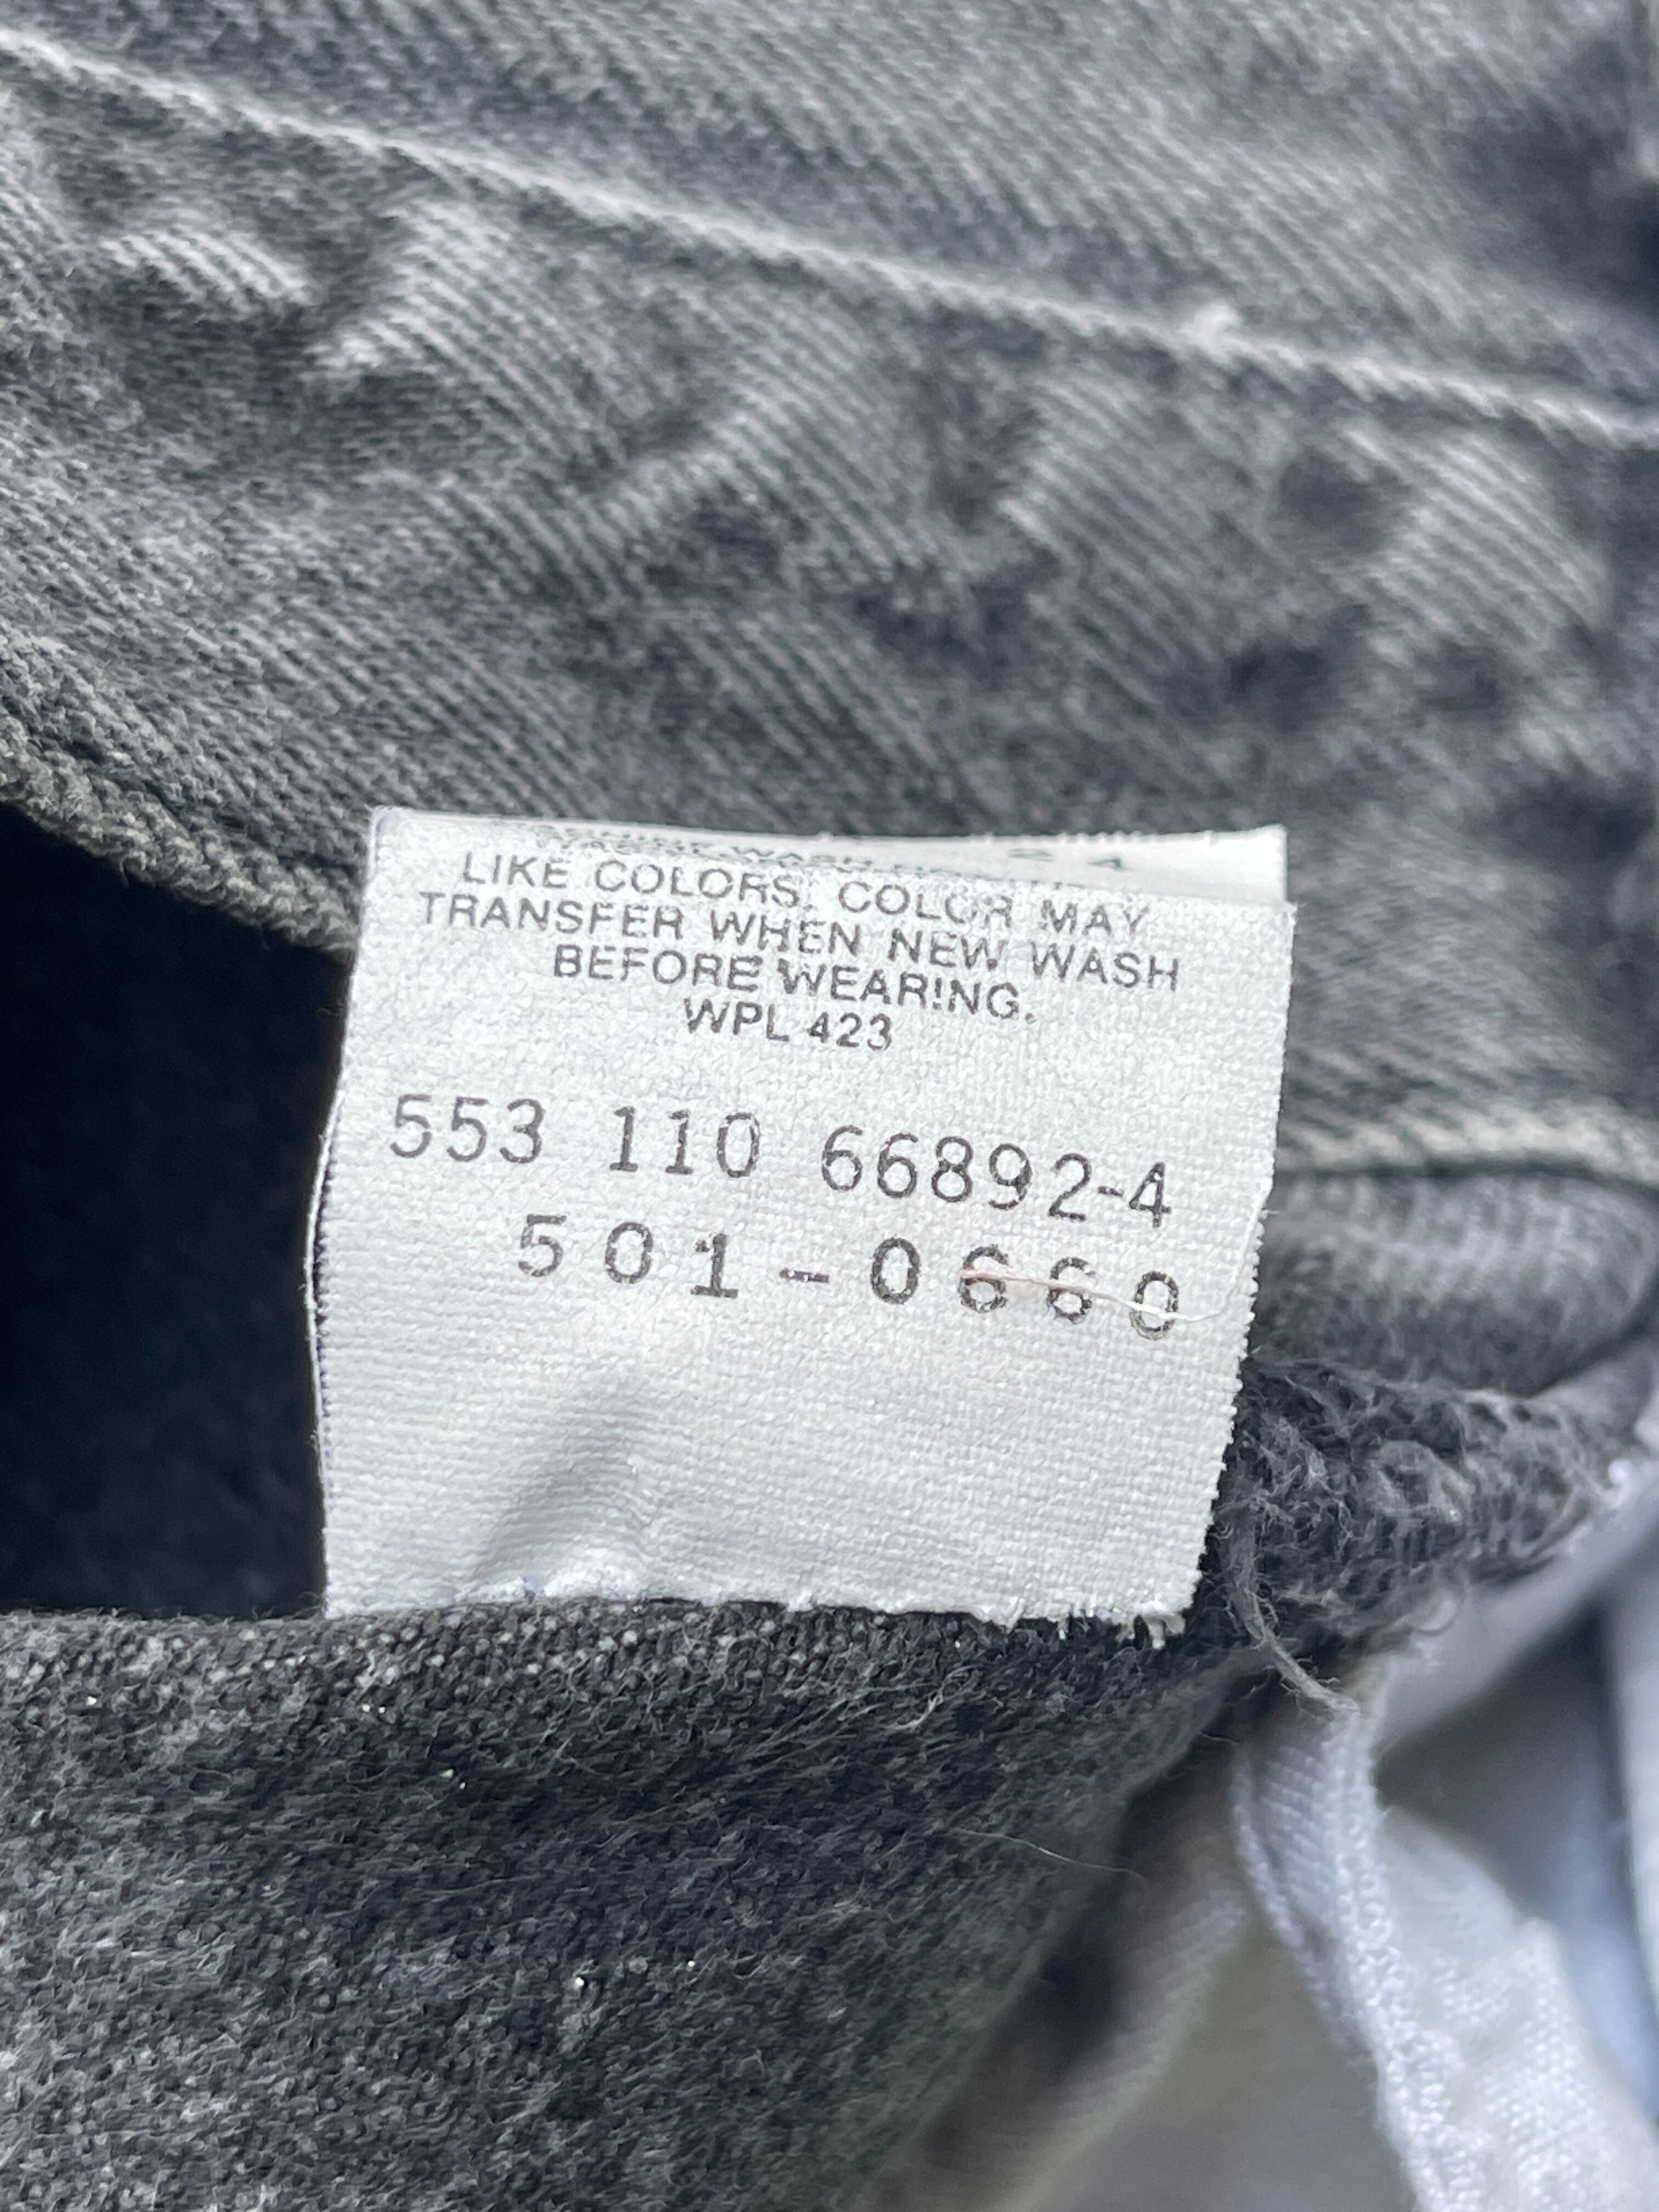 LIKE COLORS. COLOR MAY
TRANSFER WHEN NEW WASH
BEFORE WEARING.
WPL 423
553 110 66892-4
501-0660